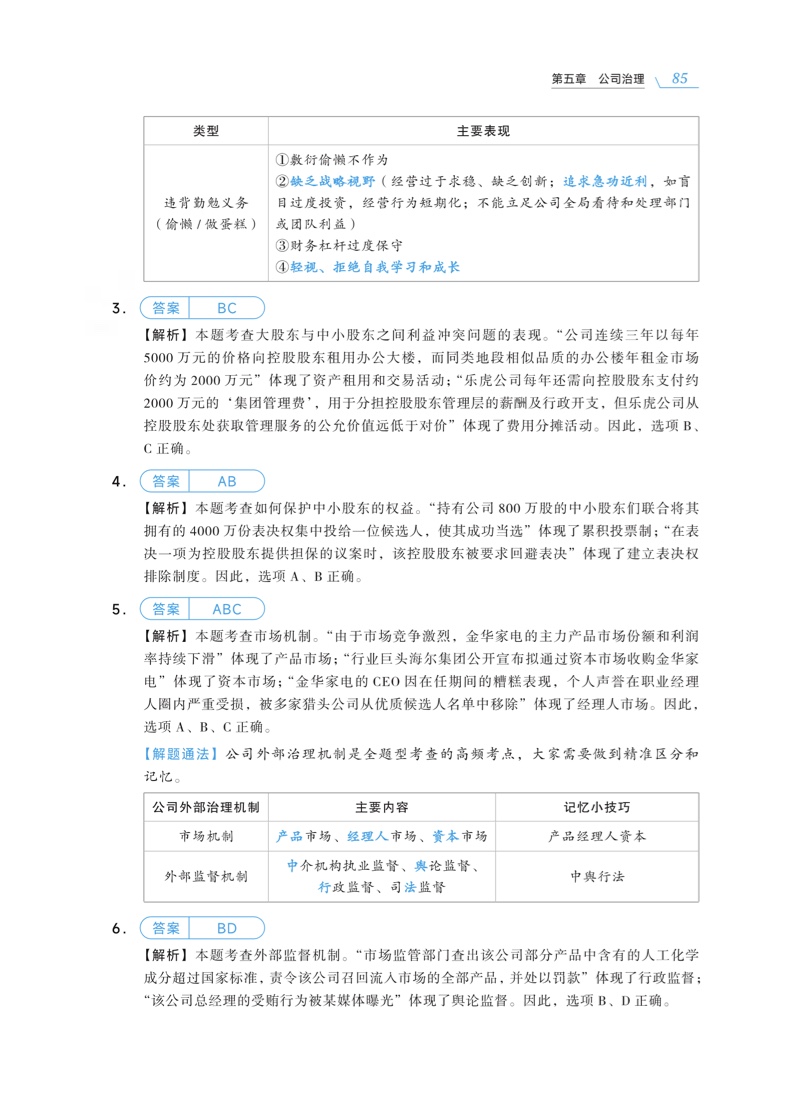 第五章 公司治理 85
类型 主要表现
违背勤勉义务
（偷懒 / 做蛋糕）
①敷衍偷懒不作为
②缺乏战略视野（经营过于求稳、缺乏创新；追求急功近利，如盲
目过度投资，经营行为短期化；不能立足公司全局看待和处理部门
或团队利益）
③财务杠杆过度保守
④轻视、拒绝自我学习和成长
3. 答案 BC
【解析】本题考查大股东与中小股东之间利益冲突问题的表现。“公司连续三年以每年
5000 万元的价格向控股股东租用办公大楼，而同类地段相似品质的办公楼年租金市场
价约为 2000 万元”体现了资产租用和交易活动；“乐虎公司每年还需向控股股东支付约
2000 万元的‘集团管理费’，用于分担控股股东管理层的薪酬及行政开支，但乐虎公司从
控股股东处获取管理服务的公允价值远低于对价”体现了费用分摊活动。因此，选项 B、
C 正确。
4. 答案 AB
【解析】本题考查如何保护中小股东的权益。“持有公司 800 万股的中小股东们联合将其
拥有的 4000 万份表决权集中投给一位候选人，使其成功当选”体现了累积投票制；“在表
决一项为控股股东提供担保的议案时，该控股股东被要求回避表决”体现了建立表决权
排除制度。因此，选项 A、B 正确。
5. 答案 ABC
【解析】本题考查市场机制。“由于市场竞争激烈，金华家电的主力产品市场份额和利润
率持续下滑”体现了产品市场；“行业巨头海尔集团公开宣布拟通过资本市场收购金华家
电”体现了资本市场；“金华家电的 CEO 因在任期间的糟糕表现，个人声誉在职业经理
人圈内严重受损，被多家猎头公司从优质候选人名单中移除”体现了经理人市场。因此，
选项 A、B、C 正确。
【解题通法】公司外部治理机制是全题型考查的高频考点，大家需要做到精准区分和
记忆。
公司外部治理机制 主要内容 记忆小技巧
市场机制 产品市场、经理人市场、资本市场 产品经理人资本
外部监督机制 中介机构执业监督、舆论监督、
行政监督、司法监督 中舆行法
6. 答案 BD
【解析】本题考查外部监督机制。“市场监管部门查出该公司部分产品中含有的人工化学
成分超过国家标准，责令该公司召回流入市场的全部产品，并处以罚款”体现了行政监督；
“该公司总经理的受贿行为被某媒体曝光”体现了舆论监督。因此，选项 B、D 正确。